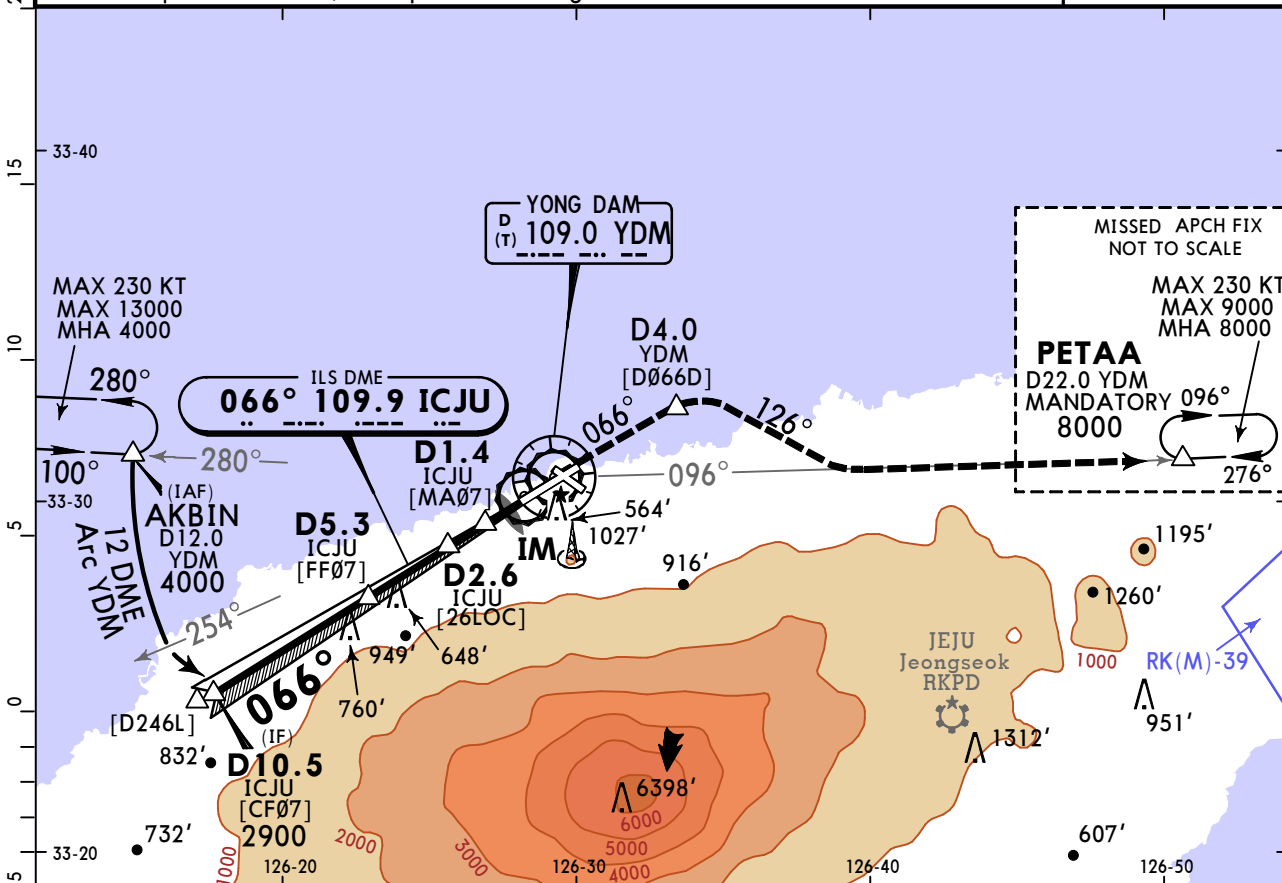 33-40
15
10
5
0
5
33-30
33-20
126-20
126-30
126-40
126-50
YONG DAM
D
(T) 109.0 YDM
MAX 230 KT
MAX 13000
MHA 4000
280°
100°
280°
(IAF)
AKBIN
D12.0
YDM
4000
12 DME
Arc YDM
254°
ILS DME
066° 109.9 ICJU
D1.4
ICJU
[MAØ7]
D4.0
YDM
[DØ66D]
066°
126°
096°
MISSED APCH FIX
NOT TO SCALE
MAX 230 KT
MAX 9000
MHA 8000
PETAA
D22.0 YDM
MANDATORY
8000
096°
276°
D5.3
ICJU
[FFØ7]
IM
D2.6
ICJU
[26LOC]
564'
1027'
916'
1195'
1260'
1000
RK(M)-39
951'
JEJU
Jeongseok
RKPD
1312'
949'
648'
760'
066°
[D246L]
832'
(IF)
D10.5
ICJU
[CFØ7]
2900
732'
6398'
6000
5000
4000
3000
2000
1000
607'